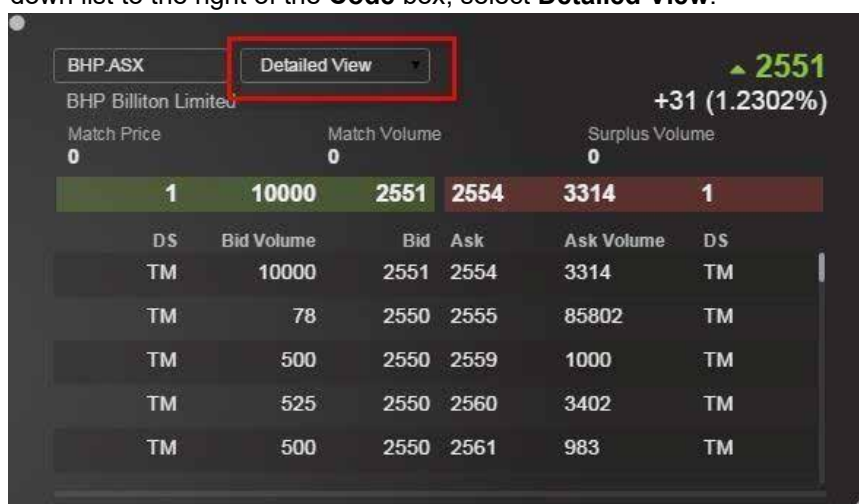 down list to the right of the Code box, select Detailed View.
BHP.ASX Detailed View 2551
BHP Billiton Limited +31 (1.2302%)
Match Price Match Volume Surplus Volume
0 0 0
1 10000 2551 2554 3314 1
DS Bid Volume Bid Ask Ask Volume DS
TM 10000 2551 2554 3314 TM
TM 78 2550 2555 85802 TM
TM 500 2550 2559 1000 TM
TM 525 2550 2560 3402 TM
TM 500 2550 2561 983 TM